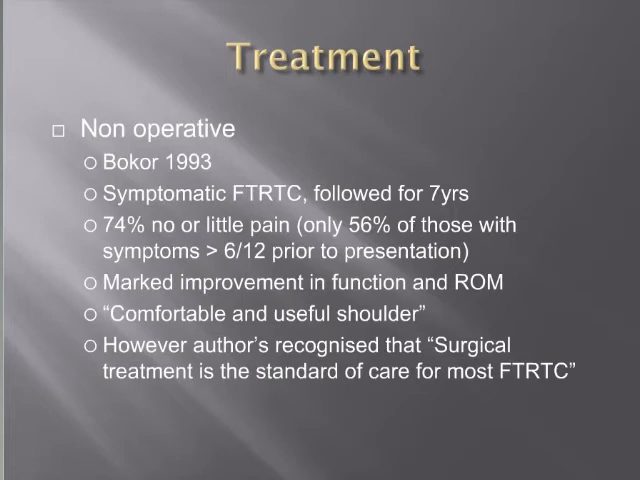 Treatment
Non operative
Bokor 1993
Symptomatic FTRTC, followed for 7yrs
74% no or little pain (only 56% of those with
symptoms > 6/12 prior to presentation)
Marked improvement in function and ROM
“Comfortable and useful shoulder”
However author’s recognised that “Surgical
treatment is the standard of care for most FTRTC”